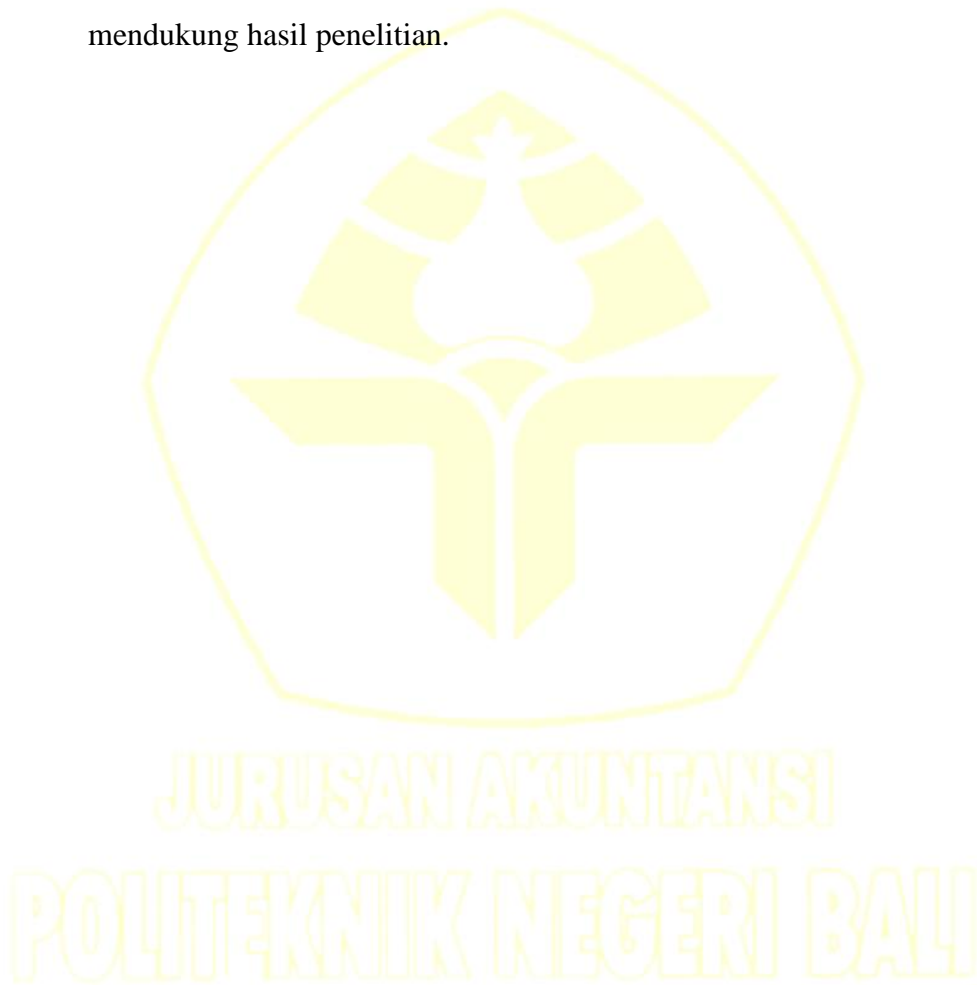 mendukung hasil penelitian.
JURUSAN AKUNTANSI
POLITEKNIK NEGERI BALI